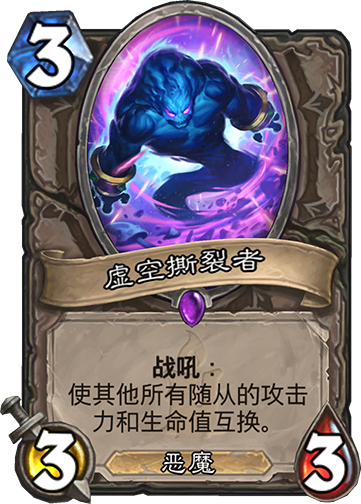 3
虚空撕裂者
战吼：
使其他所有随从的攻击
力和生命值互换。
3
恶魔
3